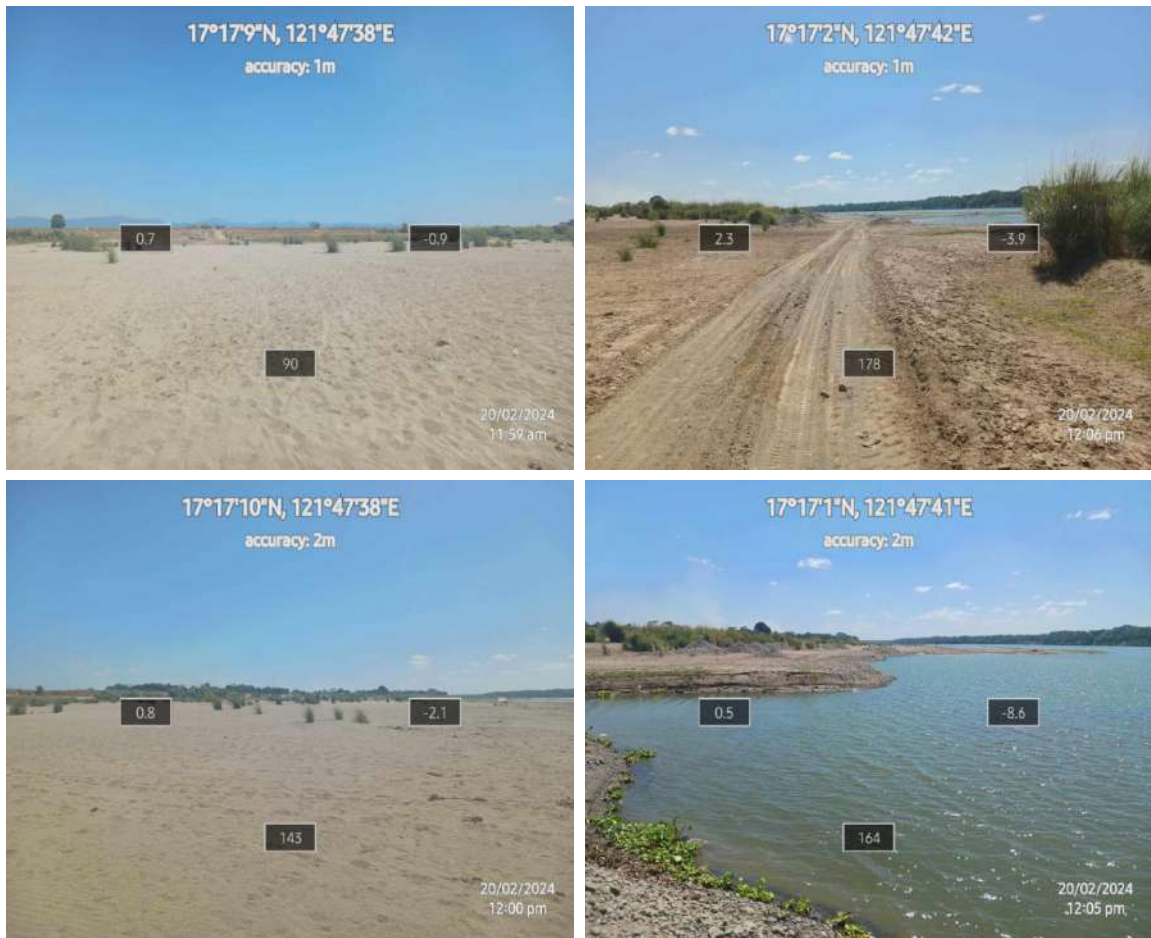 17°17'9"N, 121°47'38"E
accuracy: 1m
0.7
-0.9
90
20/02/2024
11:59 am
17°17'2"N, 121°47'42"E
accuracy: 1m
2.3
-3.9
178
20/02/2024
12:06 pm
17°17'10"N, 121°47'38"E
accuracy: 2m
0.8
-2.1
143
20/02/2024
12:00 pm
17°17'1"N, 121°47'41"E
accuracy: 2m
0.5
-8.6
164
20/02/2024
12:05 pm